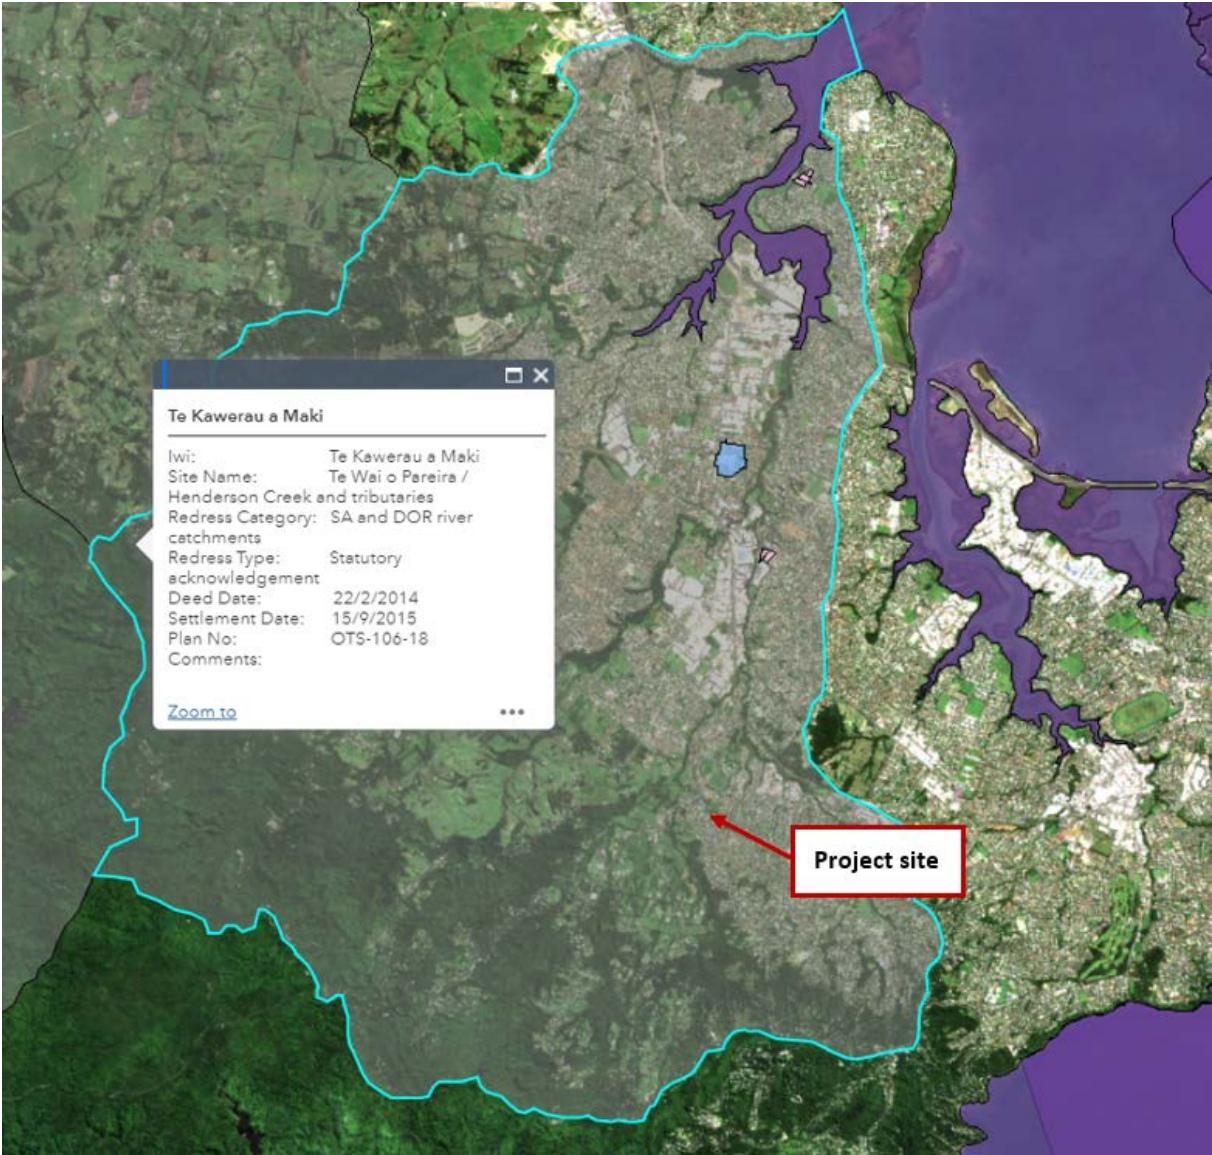 Te Kawerau a Maki
Iwi: Te Kawerau a Maki
Site Name: Te Wai o Pareira /
Henderson Creek and tributaries
Redress Category: SA and DOR river
catchments
Redress Type: Statutory
acknowledgement
Deed Date: 22/2/2014
Settlement Date: 15/9/2015
Plan No: OTS-106-18
Comments:
Zoom to
Project site